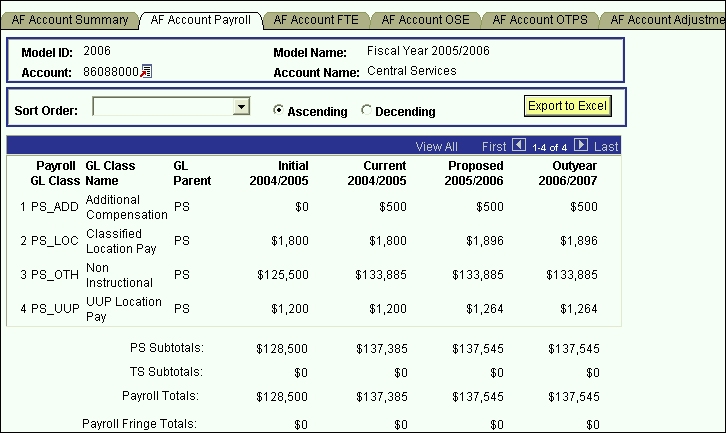 AF Account Summary AF Account Payroll AF Account FTE AF Account OSE AF Account OTPS AF Account Adjustme
Model ID: 2006 Model Name: Fiscal Year 2005/2006
Account: 86088000 Account Name: Central Services
Sort Order: Ascending Decending Export to Excel
View All First 1-4 of 4 Last
Payroll GL Class GL Initial Current Proposed Outyear
GL Class Name Parent 2004/2005 2004/2005 2005/2006 2006/2007
1 PS_ADD Additional Compensation PS $0 $500 $500 $500
2 PS_LOC Classified Location Pay PS $1,800 $1,800 $1,896 $1,896
3 PS_OTH Non Instructional PS $125,500 $133,885 $133,885 $133,885
4 PS_UUP UUP Location Pay PS $1,200 $1,200 $1,264 $1,264
PS Subtotals: $128,500 $137,385 $137,545 $137,545
TS Subtotals: $0 $0 $0 $0
Payroll Totals: $128,500 $137,385 $137,545 $137,545
Payroll Fringe Totals: $0 $0 $0 $0